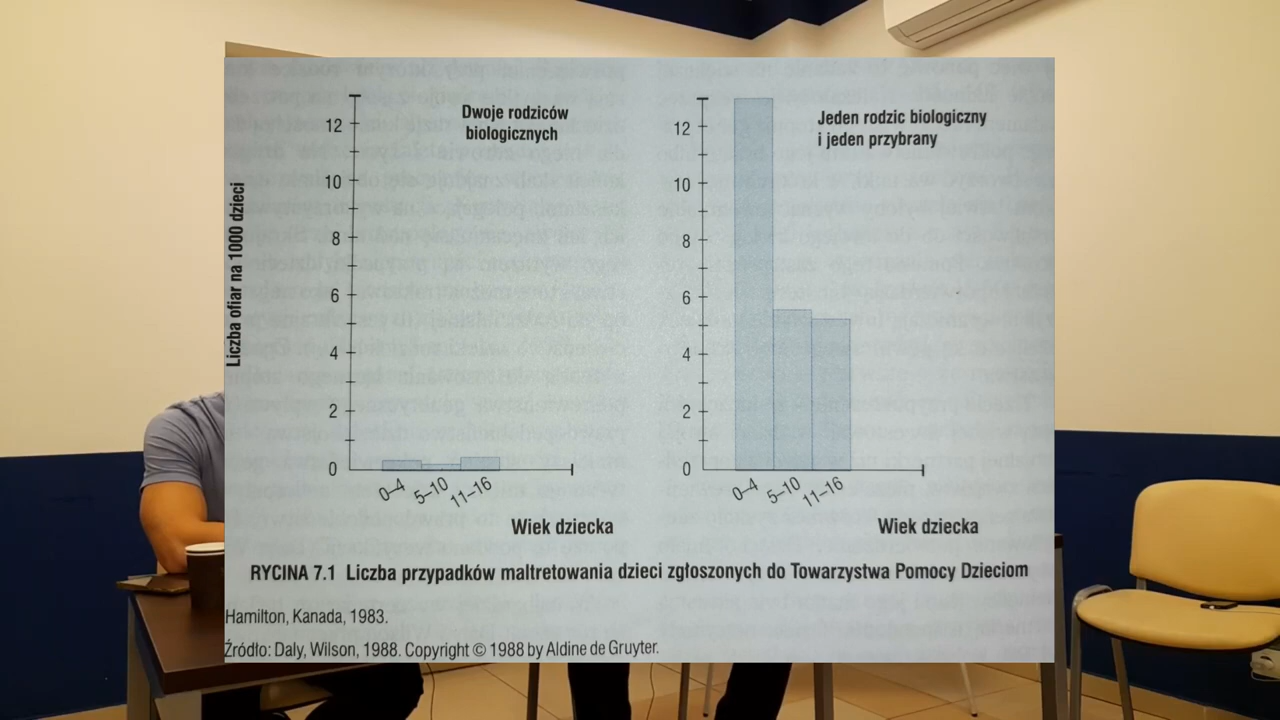 Dwoje rodziców
biologicznych
Liczba ofiar na 1000 dzieci
12
10
8
6
4
2
0
0–4
5–10
11–16
Wiek dziecka
Jeden rodzic biologiczny
i jeden przybrany
12
10
8
6
4
2
0
0–4
5–10
11–16
Wiek dziecka
RYCINA 7.1 Liczba przypadków maltretowania dzieci zgłoszonych do Towarzystwa Pomocy Dzieciom
Hamilton, Kanada, 1983.
Źródło: Daly, Wilson, 1988. Copyright © 1988 by Aldine de Gruyter.